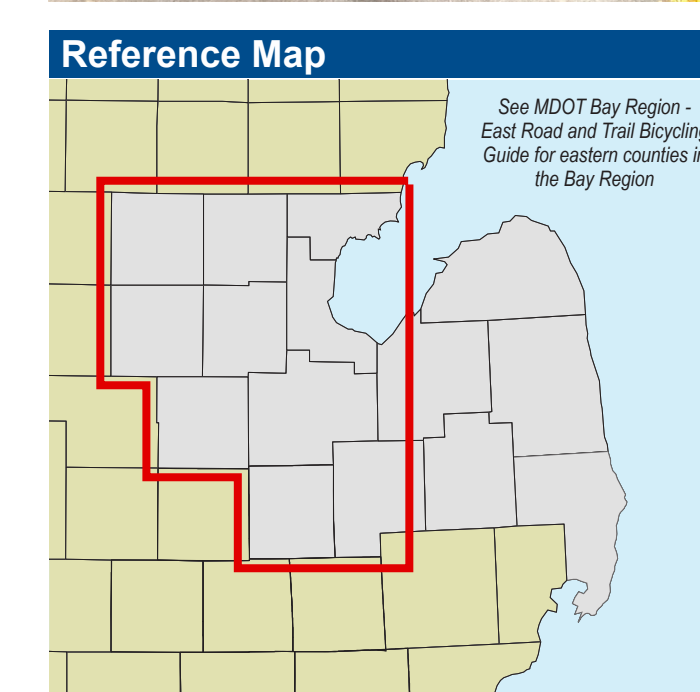 Reference Map
See MDOT Bay Region -
East Road and Trail Bicycling
Guide for eastern counties in
the Bay Region